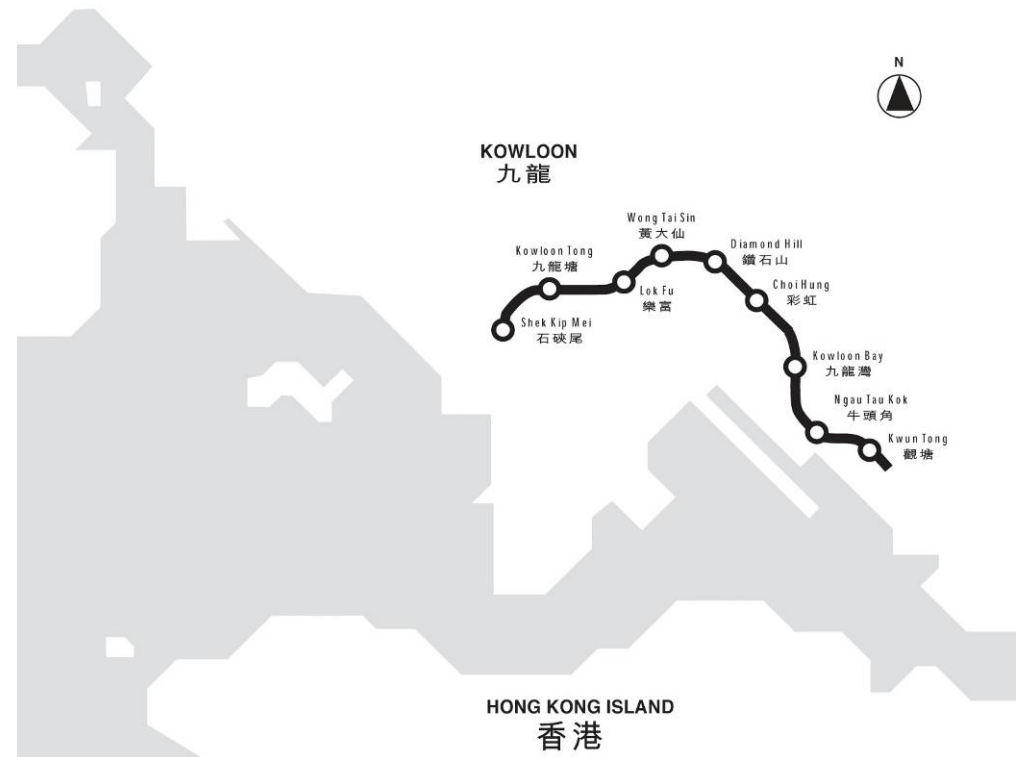 N
KOWLOON
九龍
Wong Tai Sin
黃大仙
Diamond Hill
鑽石山
Kowloon Tong
九龍塘
Choi Hung
彩虹
Lok Fu
樂富
Shek Kip Mei
石硤尾
Kowloon Bay
九龍灣
Ngau Tau Kok
牛頭角
Kwun Tong
觀塘
HONG KONG ISLAND
香港